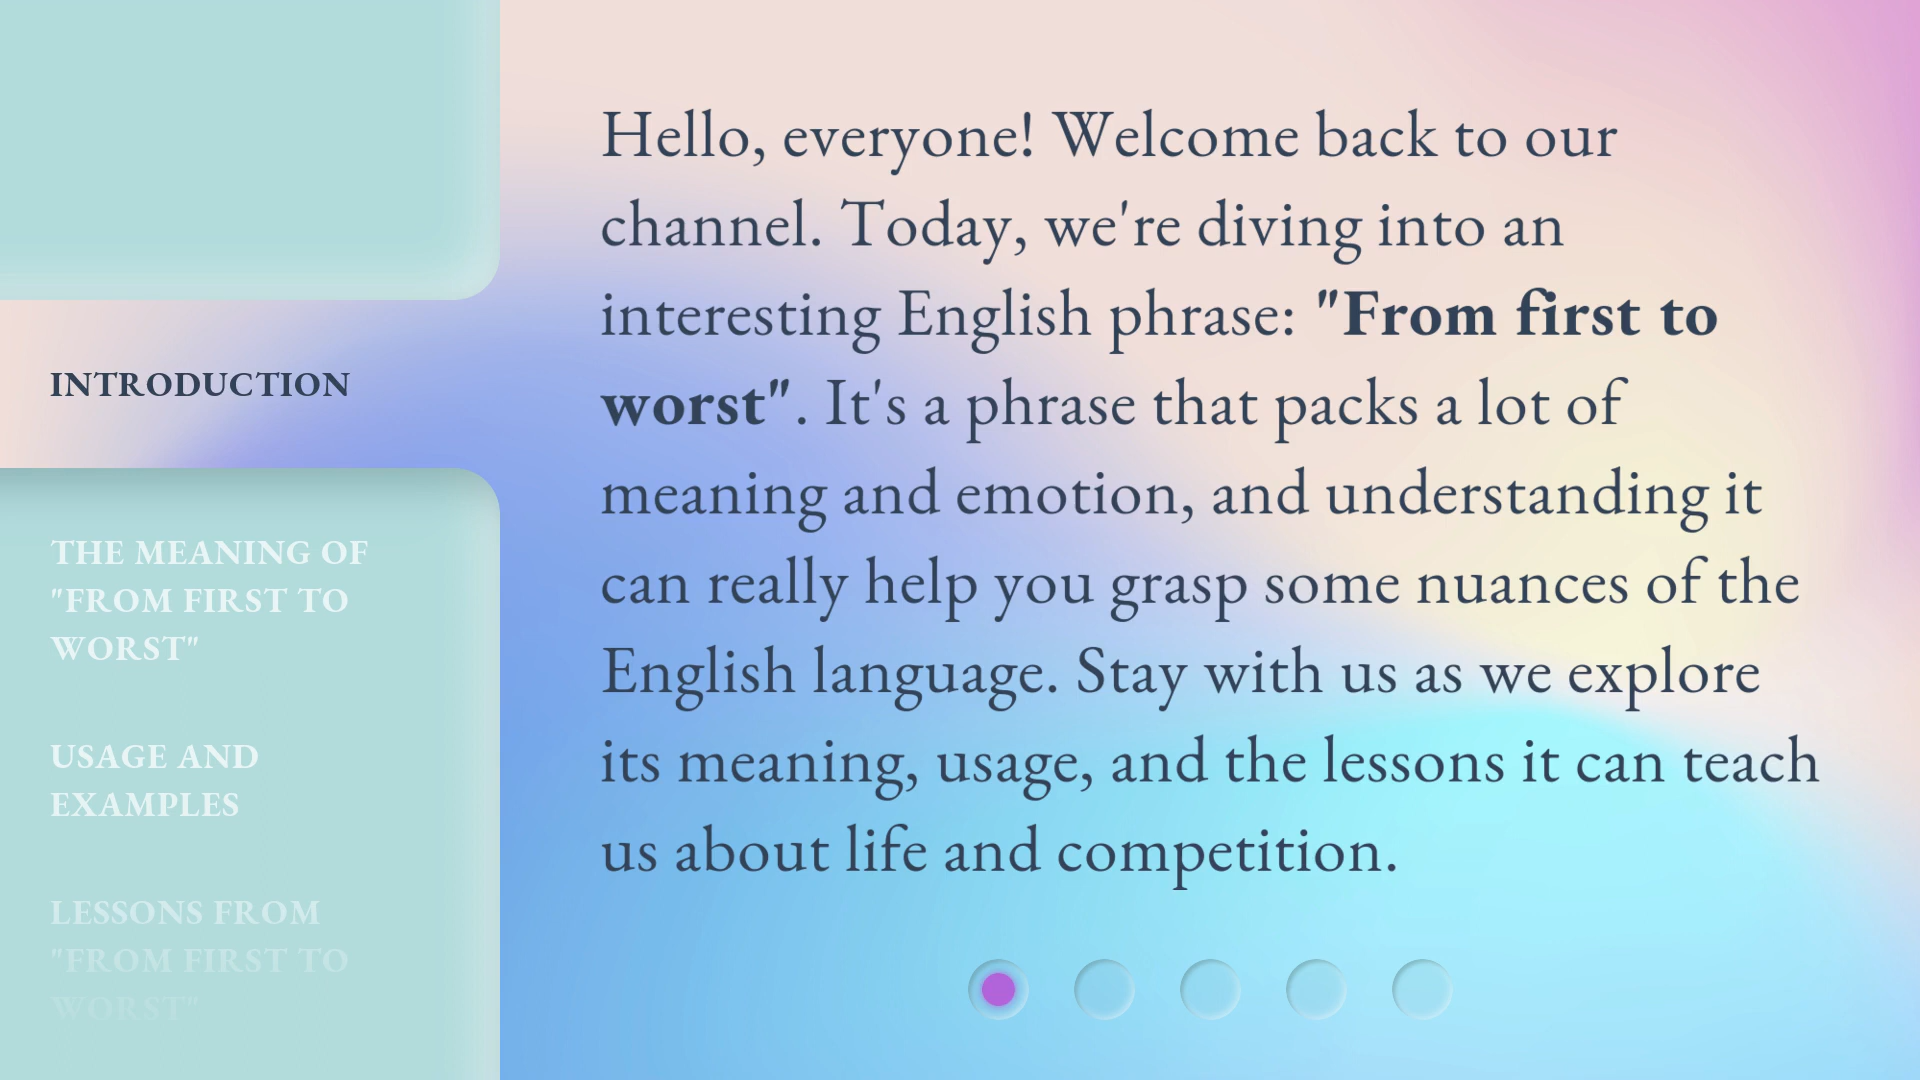 INTRODUCTION
THE MEANING OF
"FROM FIRST TO
WORST"
USAGE AND
EXAMPLES
LESSONS FROM
"FROM FIRST TO
WORST"
Hello, everyone! Welcome back to our
channel. Today, we're diving into an
interesting English phrase: "From first to
worst". It's a phrase that packs a lot of
meaning and emotion, and understanding it
can really help you grasp some nuances of the
English language. Stay with us as we explore
its meaning, usage, and the lessons it can teach
us about life and competition.